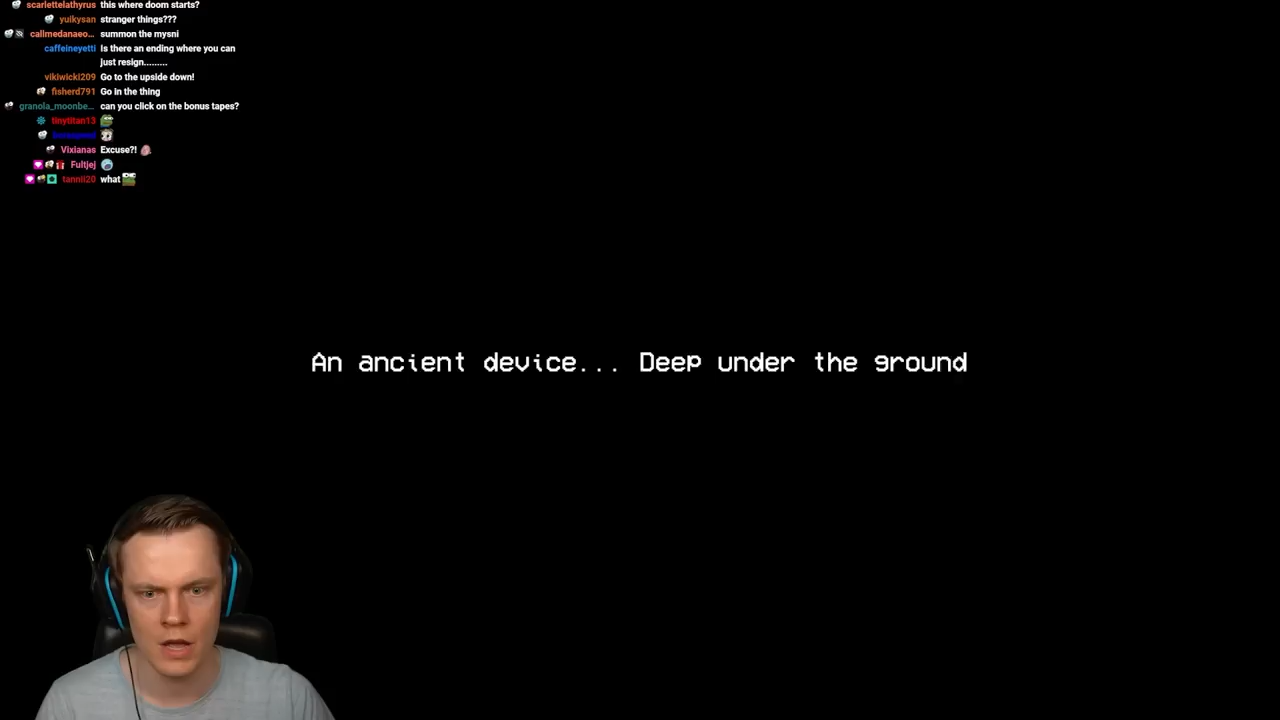 scarlettelathyrus this where doom starts?
yuikysan stranger things???
callmedanaeo... summon the mysni
caffeineyetti Is there an ending where you can
just resign.........
vikiwicki209 Go to the upside down!
fisherd791 Go in the thing
granola_moonbe... can you click on the bonus tapes?
tinytitan13
Vixianas Excuse?!
Fultjej
tannii20 what
An ancient device... Deep under the ground